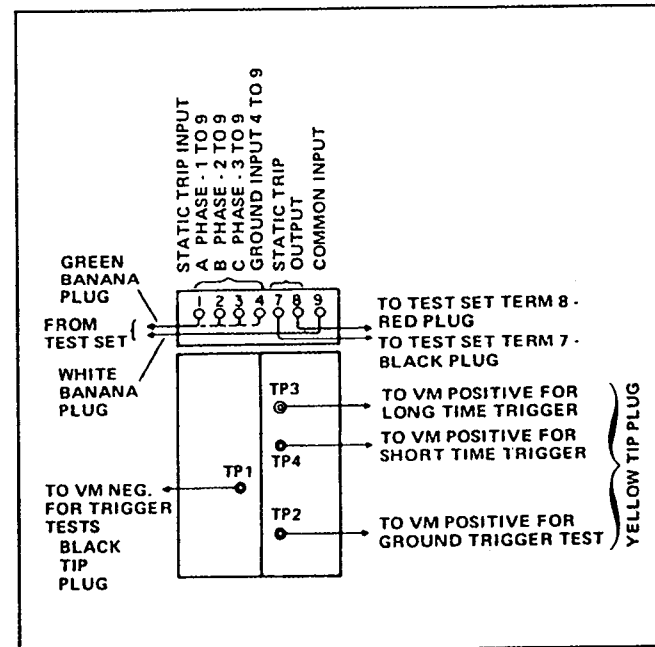 STATIC TRIP INPUT
A PHASE - 1 TO 9
B PHASE - 2 TO 9
C PHASE - 3 TO 9
GROUND INPUT 4 TO 9
STATIC TRIP
OUTPUT
COMMON INPUT
GREEN
BANANA
PLUG
1 2 3 4 7 8 9
FROM
TEST SET
WHITE
BANANA
PLUG
TO TEST SET TERM 8 -
RED PLUG
TO TEST SET TERM 7 -
BLACK PLUG
TP3
TO VM POSITIVE FOR
LONG TIME TRIGGER
TO VM POSITIVE FOR
SHORT TIME TRIGGER
TP4
TP1
TO VM NEG.
FOR TRIGGER
TESTS
BLACK
TIP
PLUG
TP2
TO VM POSITIVE FOR
GROUND TRIGGER TEST
YELLOW TIP PLUG